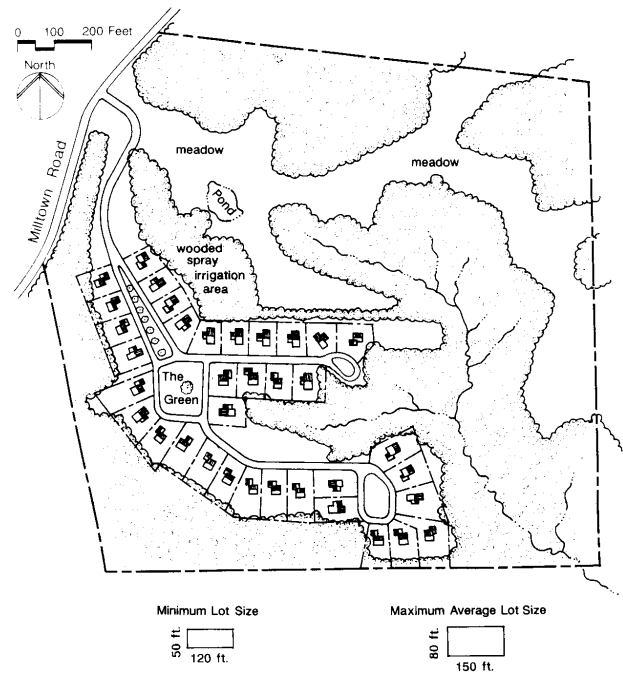 0 100 200 Feet
North
Milltown Road
meadow
meadow
Pond
wooded
spray
irrigation
area
The
Green
Minimum Lot Size
50 ft.
120 ft.
Maximum Average Lot Size
80 ft.
150 ft.